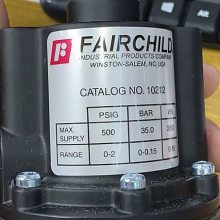 FAIRCHILD
INDUSTRIAL PRODUCTS COMPANY
WINSTON-SALEM, NC, USA
CATALOG NO. 10212
PSIG BAR
MAX. SUPPLY 500 35.0
RANGE 0-2 0-0.15